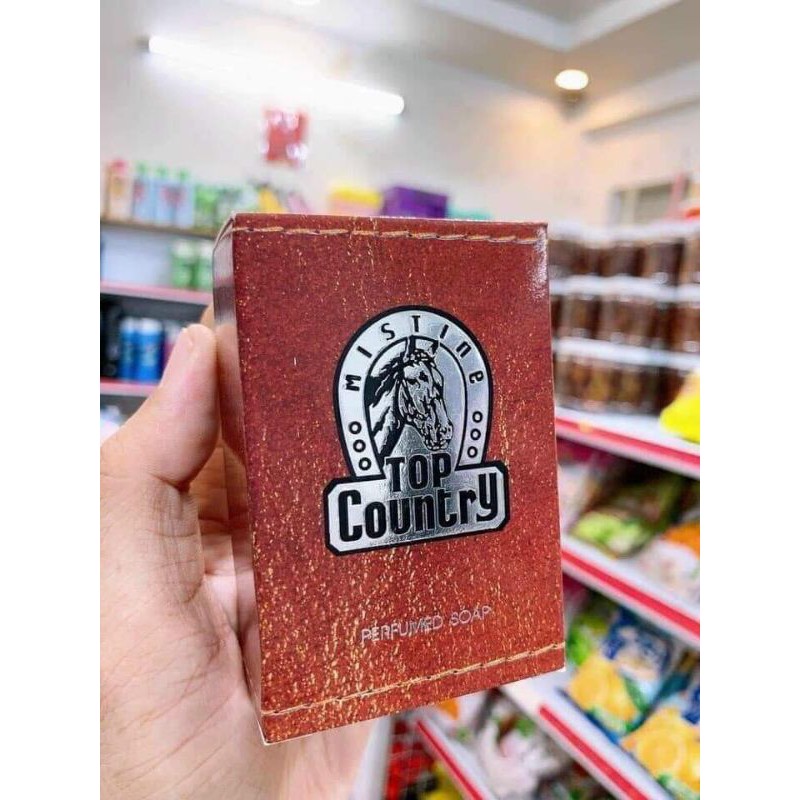 MISTINE
TOP
Country
PERFUMED SOAP